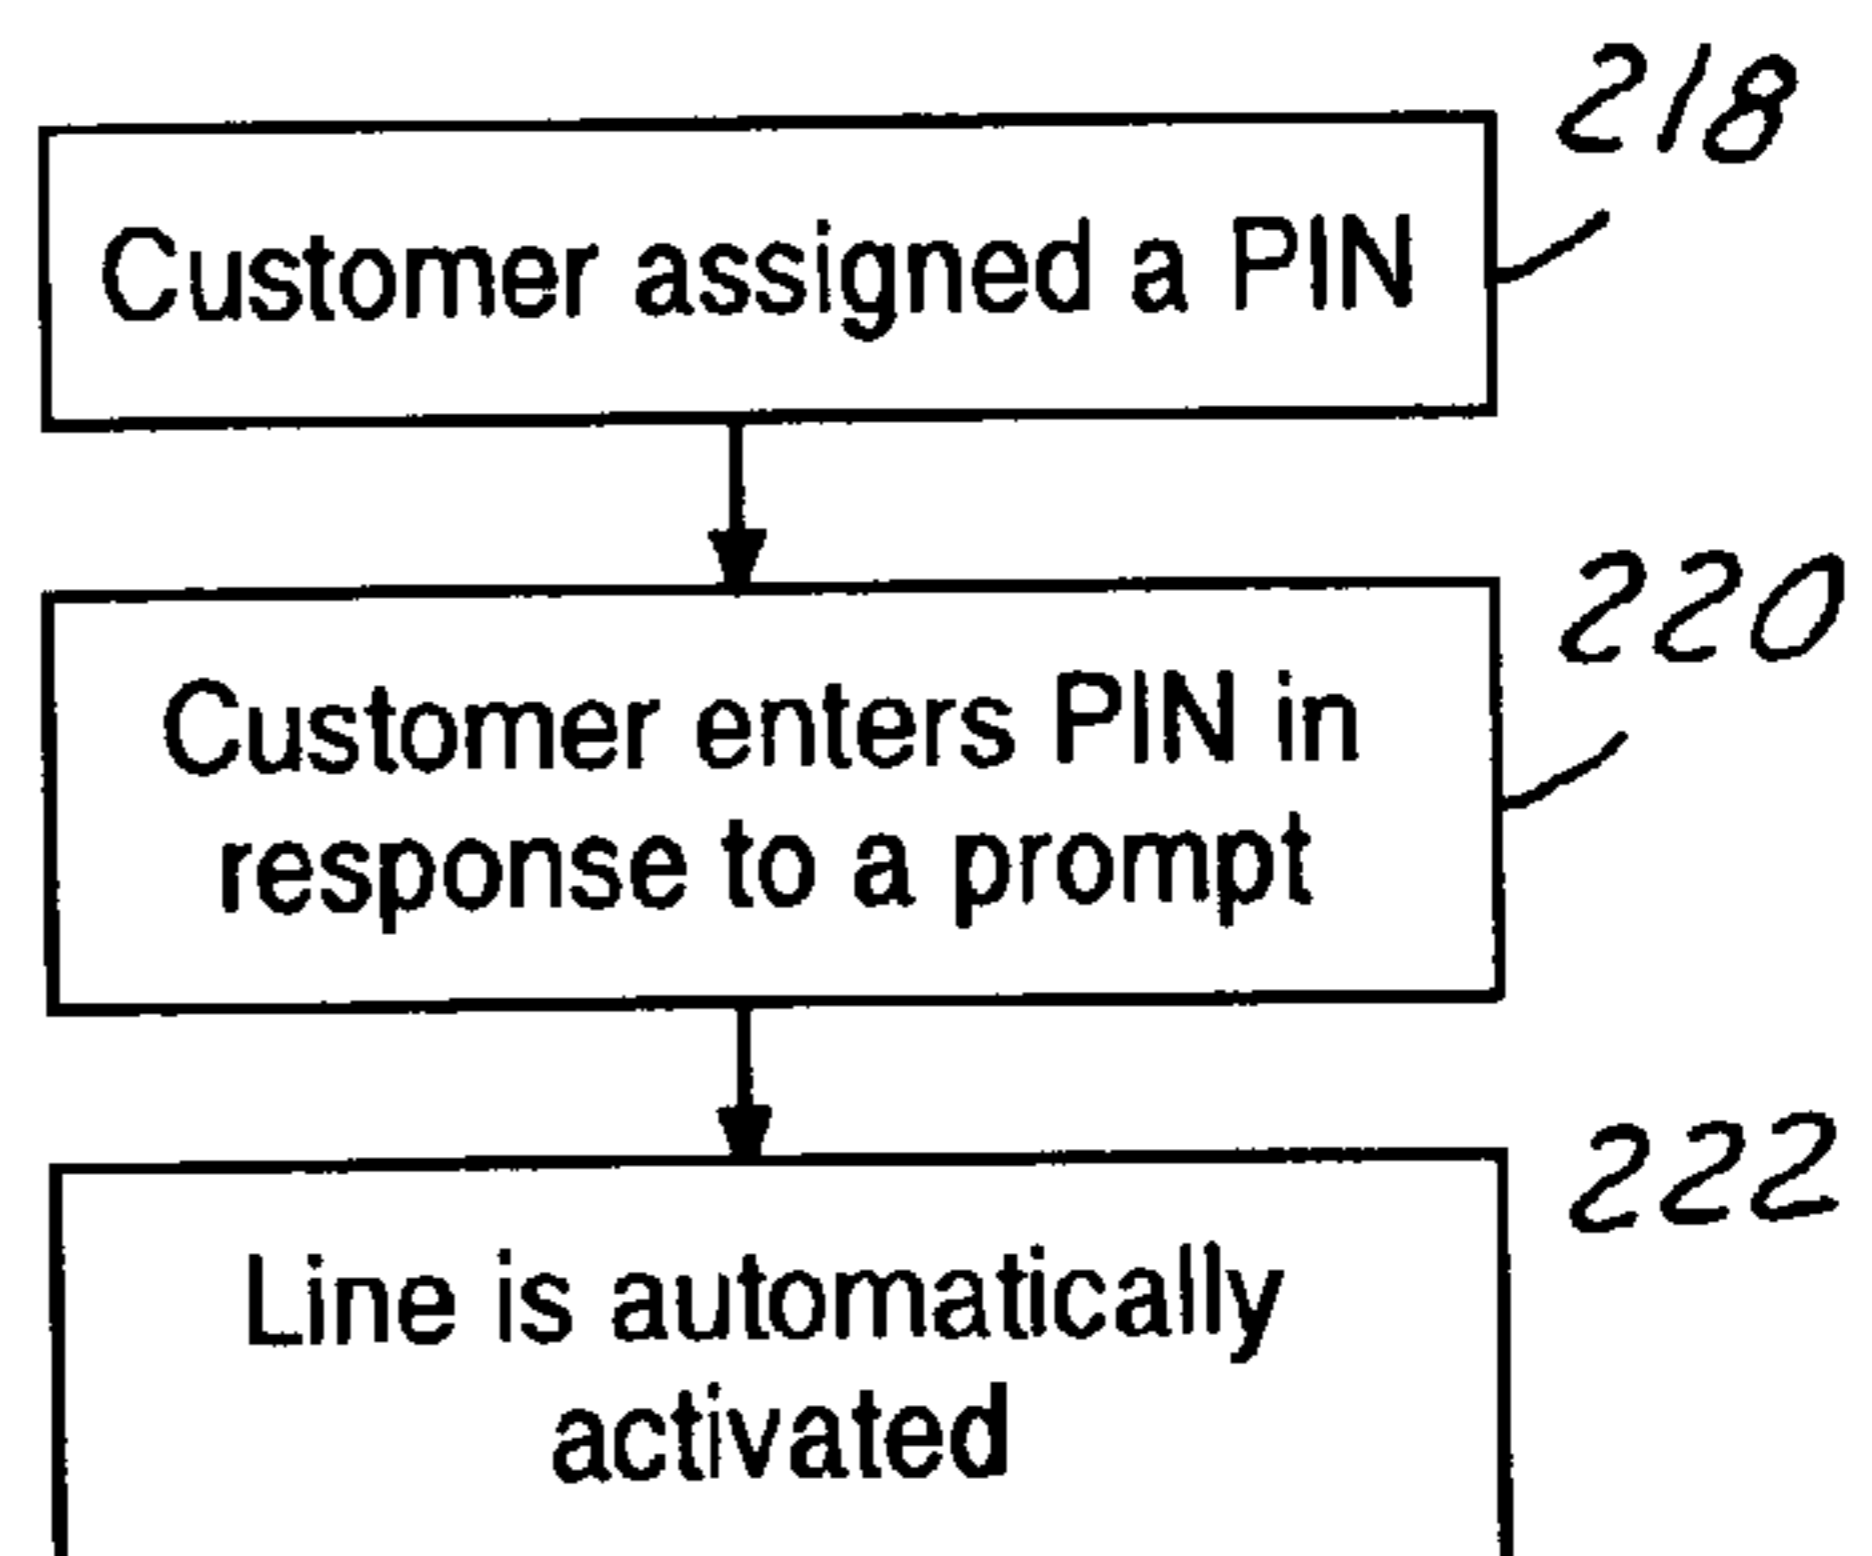 218
Customer assigned a PIN
220
Customer enters PIN in
response to a prompt
222
Line is automatically
activated